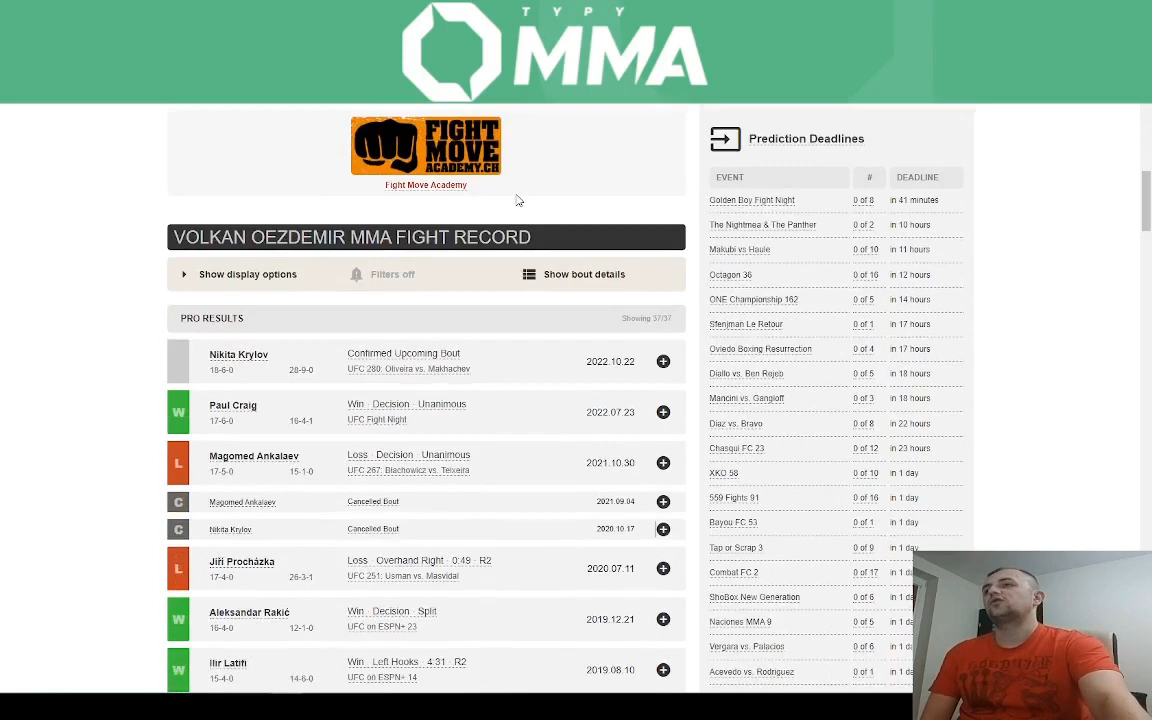 TYPY
MMA
FIGHT
MOVE
ACADEMY.CH
Fight Move Academy
VOLKAN OEZDEMIR MMA FIGHT RECORD
Show display options Filters off Show bout details
PRO RESULTS Showing 37/37
Nikita Krylov Confirmed Upcoming Bout 2022.10.22
18-6-0 28-9-0 UFC 280: Oliveira vs. Makhachev
W Paul Craig Win · Decision · Unanimous 2022.07.23
17-6-0 16-4-1 UFC Fight Night
L Magomed Ankalaev Loss · Decision · Unanimous 2021.10.30
17-5-0 15-1-0 UFC 267: Błachowicz vs. Teixeira
C Magomed Ankalaev Cancelled Bout 2021.09.04
C Nikita Krylov Cancelled Bout 2020.10.17
L Jiří Procházka Loss · Overhand Right · 0:49 · R2 2020.07.11
17-4-0 26-3-1 UFC 251: Usman vs. Masvidal
W Aleksandar Rakić Win · Decision · Split 2019.12.21
16-4-0 12-1-0 UFC on ESPN+ 23
W Ilir Latifi Win · Left Hooks · 4:31 · R2 2019.08.10
15-4-0 14-6-0 UFC on ESPN+ 14
Prediction Deadlines
EVENT # DEADLINE
Golden Boy Fight Night 0 of 8 in 41 minutes
The Nightmea & The Panther 0 of 2 in 10 hours
Makubi vs Haule 0 of 10 in 11 hours
Octagon 36 0 of 16 in 12 hours
ONE Championship 162 0 of 5 in 14 hours
Sfenjman Le Retour 0 of 1 in 17 hours
Oviedo Boxing Resurrection 0 of 4 in 17 hours
Diallo vs. Ben Rejeb 0 of 5 in 18 hours
Mancini vs. Gangloff 0 of 3 in 18 hours
Diaz vs. Bravo 0 of 8 in 22 hours
Chasqui FC 23 0 of 12 in 23 hours
XKO 58 0 of 10 in 1 day
559 Fights 91 0 of 16 in 1 day
Bayou FC 53 0 of 1 in 1 day
Tap or Scrap 3 0 of 9 in 1 day
Combat FC 2 0 of 17 in 1 d
ShoBox New Generation 0 of 6 in 1 d
Naciones MMA 9 0 of 5 in 1 d
Vergara vs. Palacios 0 of 6 in 1 d
Acevedo vs. Rodriguez 0 of 1 in 1 d